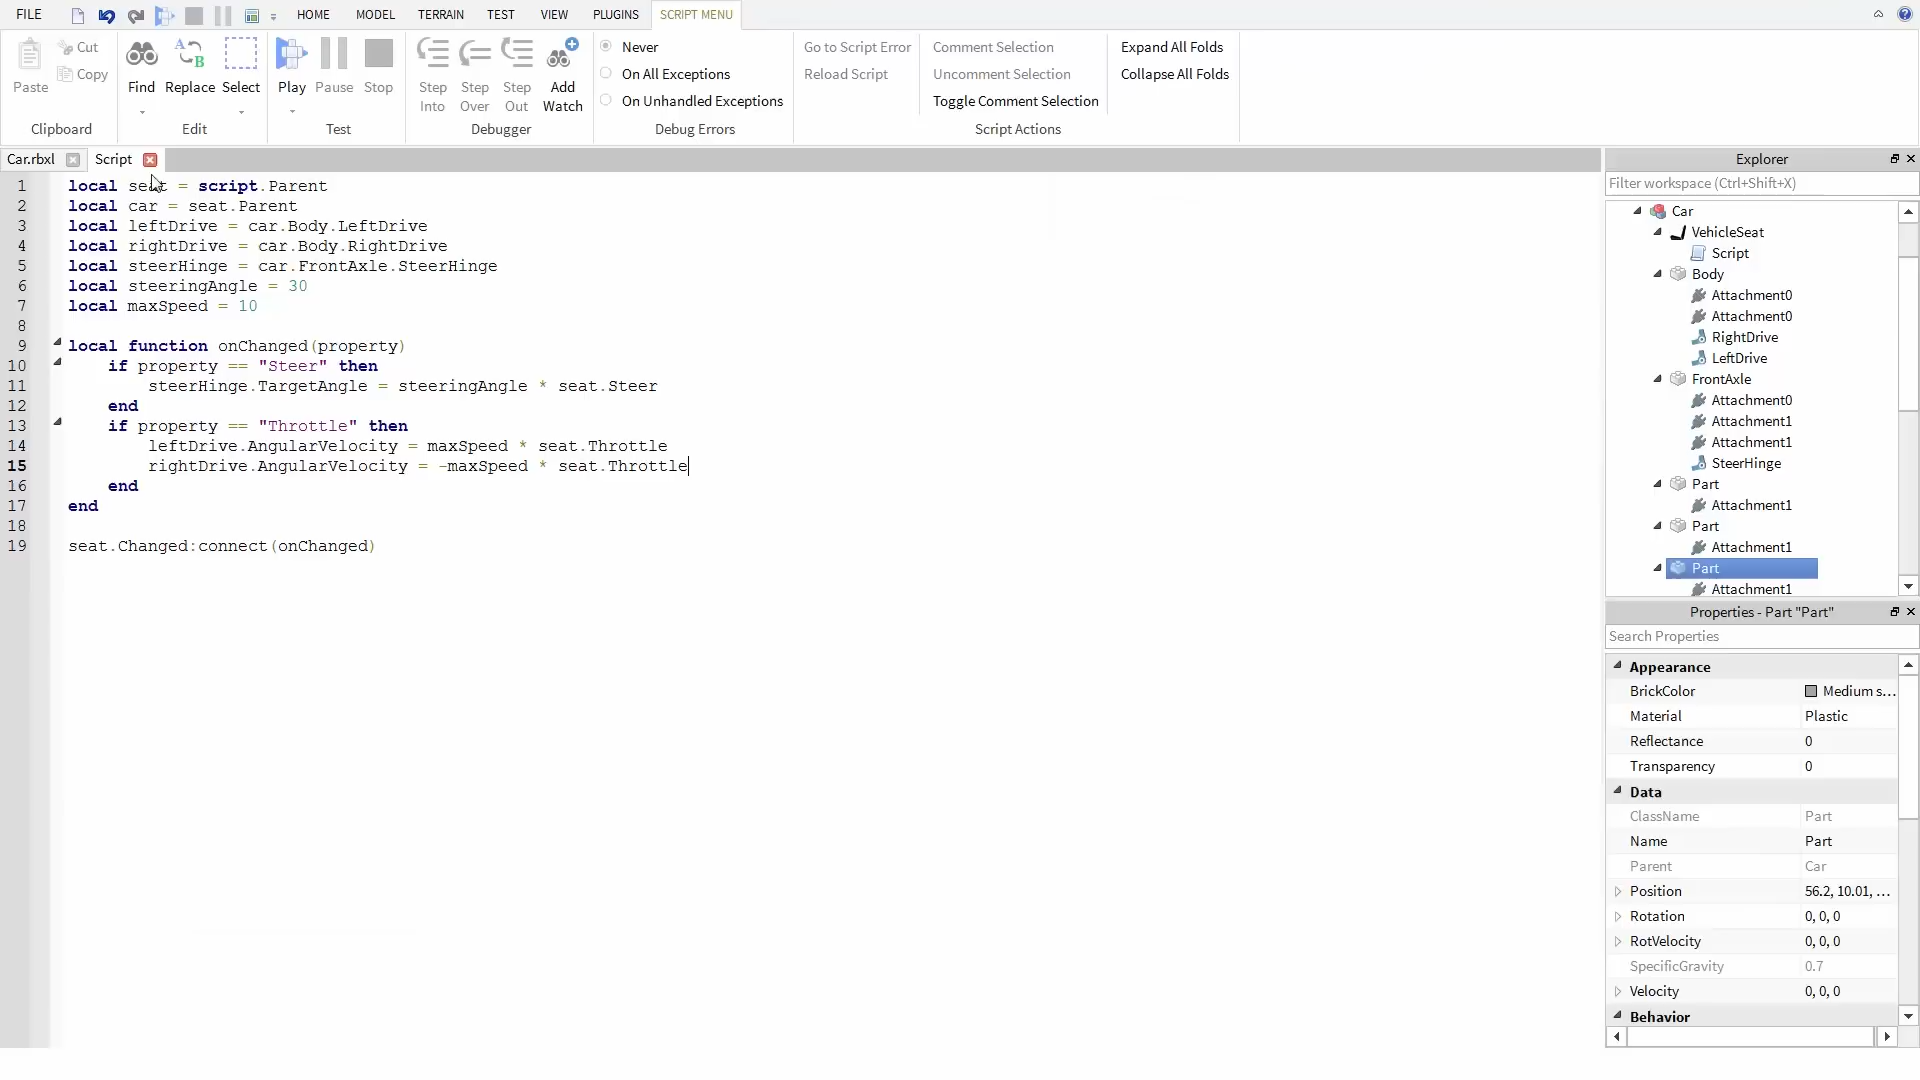 FILE
HOME
MODEL
TERRAIN
TEST
VIEW
PLUGINS
SCRIPT MENU
Paste
Cut
Copy
Clipboard
Find
Replace
Select
Edit
Play
Pause
Stop
Test
Step Into
Step Over
Step Out
Add Watch
Debugger
Never
On All Exceptions
On Unhandled Exceptions
Debug Errors
Go to Script Error
Reload Script
Comment Selection
Uncomment Selection
Toggle Comment Selection
Script Actions
Expand All Folds
Collapse All Folds
Car.rbxl
Script
1 local seat = script.Parent
2 local car = seat.Parent
3 local leftDrive = car.Body.LeftDrive
4 local rightDrive = car.Body.RightDrive
5 local steerHinge = car.FrontAxle.SteerHinge
6 local steeringAngle = 30
7 local maxSpeed = 10
8
9 local function onChanged(property)
10 if property == "Steer" then
11 steerHinge.TargetAngle = steeringAngle * seat.Steer
12 end
13 if property == "Throttle" then
14 leftDrive.AngularVelocity = maxSpeed * seat.Throttle
15 rightDrive.AngularVelocity = -maxSpeed * seat.Throttle
16 end
17 end
18
19 seat.Changed:connect(onChanged)
Explorer
Filter workspace (Ctrl+Shift+X)
Car
VehicleSeat
Script
Body
Attachment0
Attachment0
RightDrive
LeftDrive
FrontAxle
Attachment0
Attachment1
Attachment1
SteerHinge
Part
Attachment1
Part
Attachment1
Part
Attachment1
Properties - Part "Part"
Search Properties
Appearance
BrickColor Medium s...
Material Plastic
Reflectance 0
Transparency 0
Data
ClassName Part
Name Part
Parent Car
Position 56.2, 10.01, ...
Rotation 0, 0, 0
RotVelocity 0, 0, 0
SpecificGravity 0.7
Velocity 0, 0, 0
Behavior